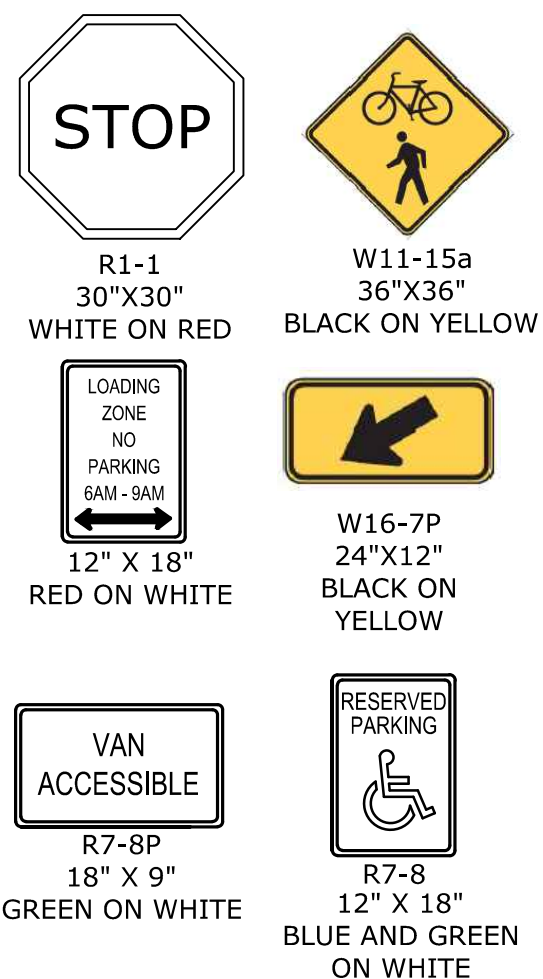 STOP
R1-1
30"X30"
WHITE ON RED
W11-15a
36"X36"
BLACK ON YELLOW
LOADING
ZONE
NO
PARKING
6AM - 9AM
12" X 18"
RED ON WHITE
W16-7P
24"X12"
BLACK ON
YELLOW
VAN
ACCESSIBLE
R7-8P
18" X 9"
GREEN ON WHITE
RESERVED
PARKING
R7-8
12" X 18"
BLUE AND GREEN
ON WHITE